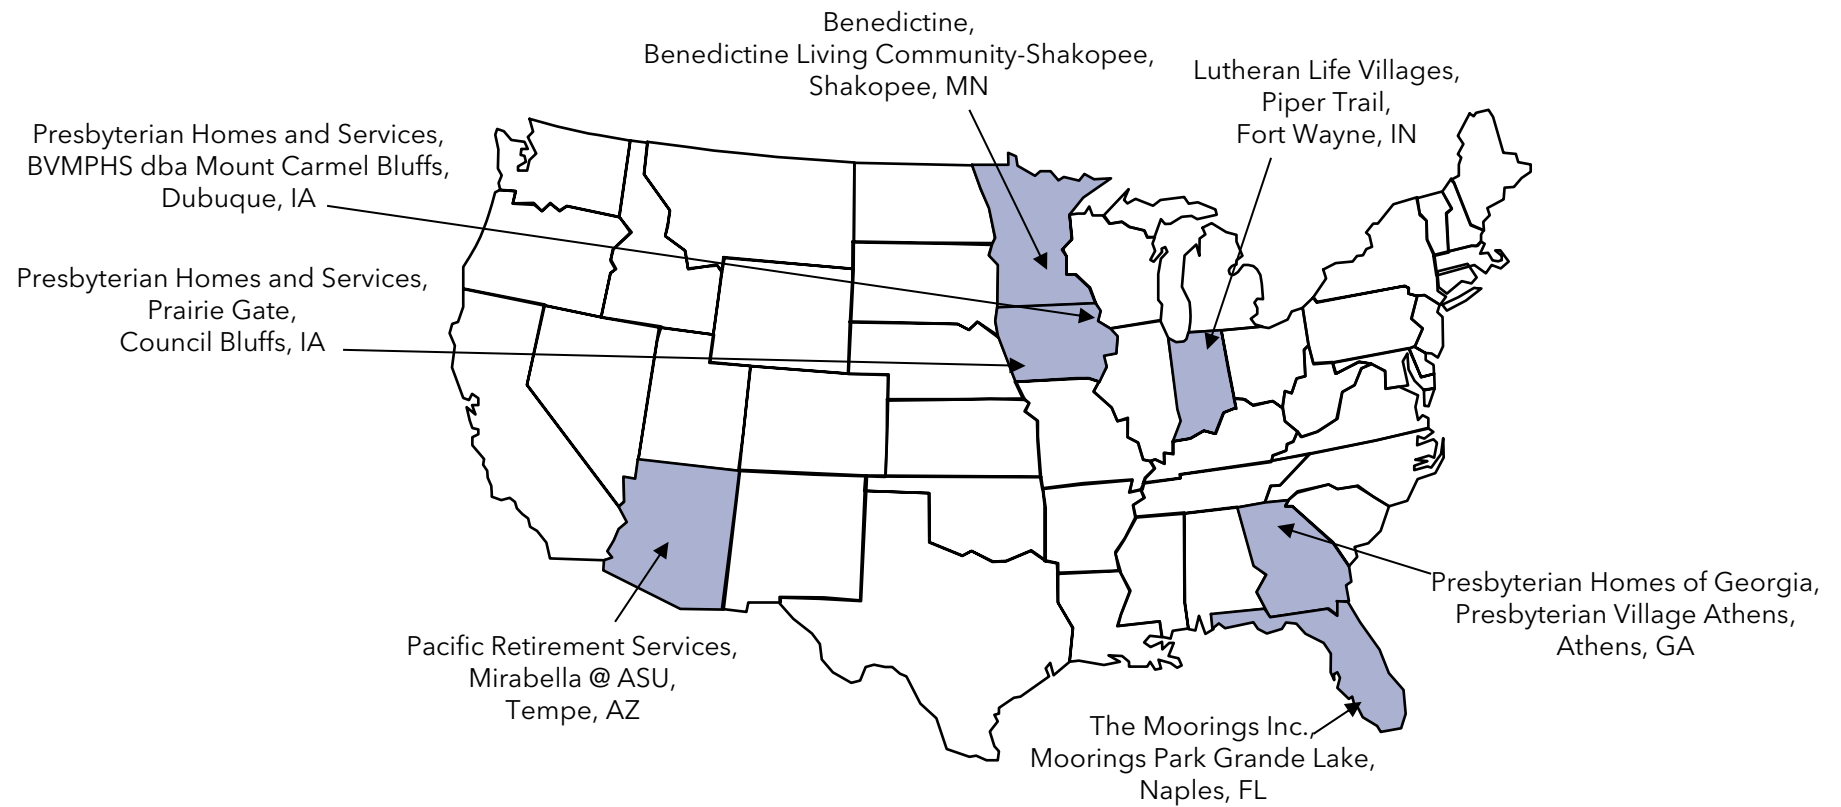 Benedictine,
Benedictine Living Community-Shakopee,
Shakopee, MN
Lutheran Life Villages,
Piper Trail,
Fort Wayne, IN
Presbyterian Homes and Services,
BVMPHS dba Mount Carmel Bluffs,
Dubuque, IA
Presbyterian Homes and Services,
Prairie Gate,
Council Bluffs, IA
Presbyterian Homes of Georgia,
Presbyterian Village Athens,
Athens, GA
Pacific Retirement Services,
Mirabella @ ASU,
Tempe, AZ
The Moorings Inc.,
Moorings Park Grande Lake,
Naples, FL